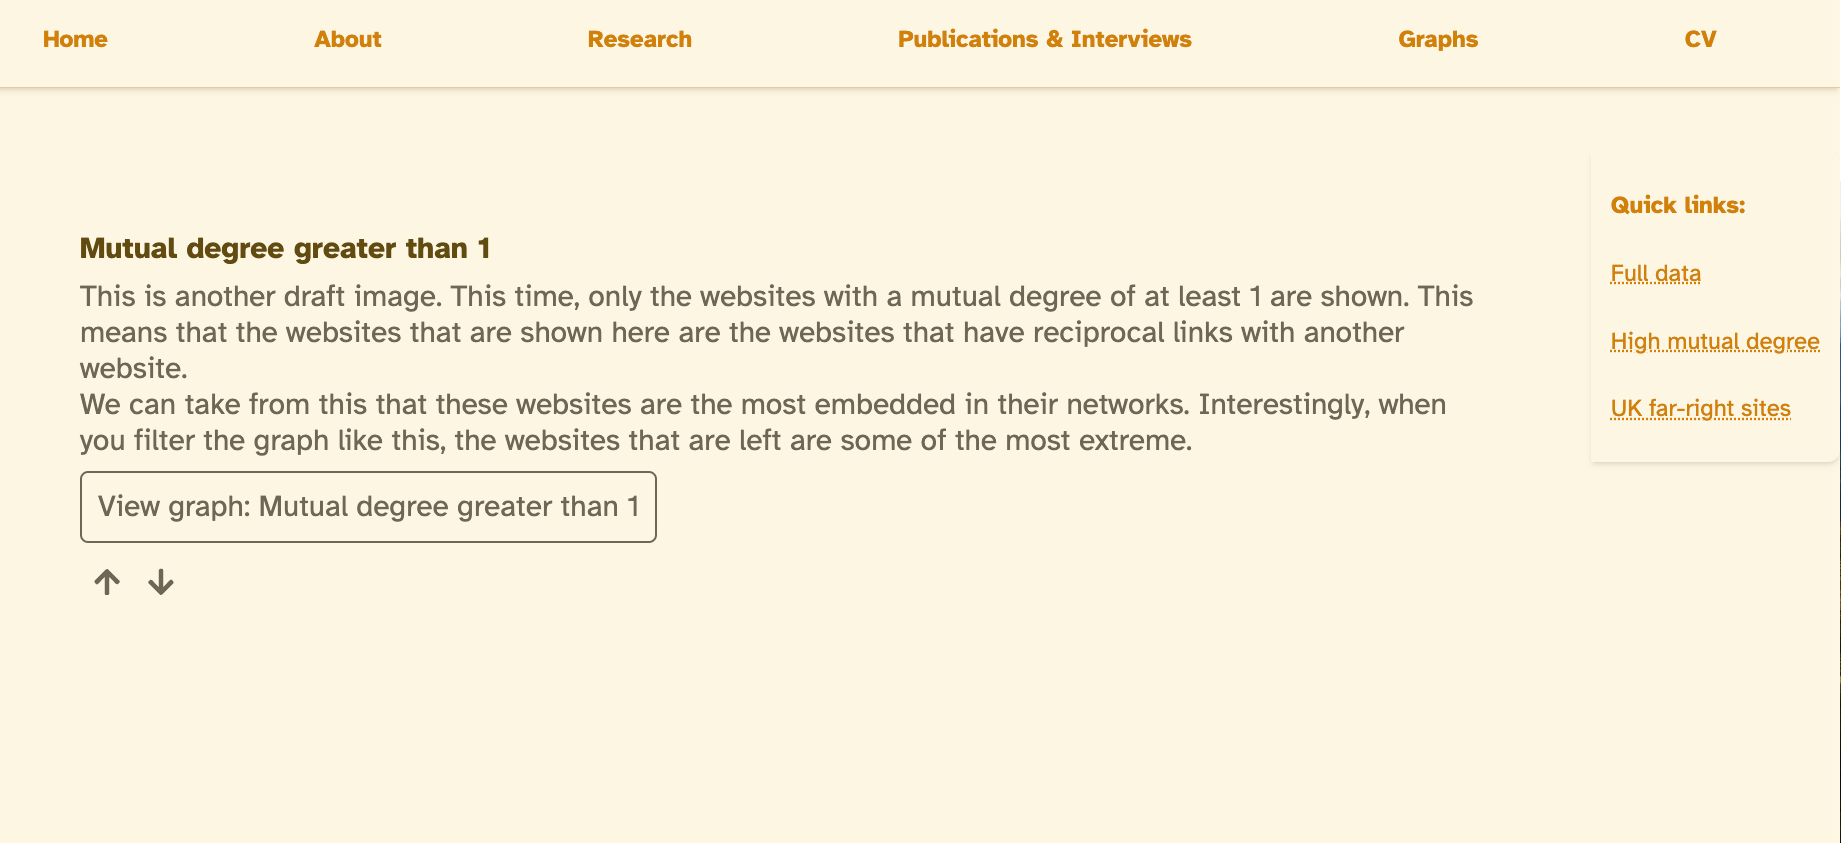 Home About Research Publications & Interviews Graphs CV
Mutual degree greater than 1
This is another draft image. This time, only the websites with a mutual degree of at least 1 are shown. This
means that the websites that are shown here are the websites that have reciprocal links with another
website.
We can take from this that these websites are the most embedded in their networks. Interestingly, when
you filter the graph like this, the websites that are left are some of the most extreme.
View graph: Mutual degree greater than 1
Quick links:
Full data
High mutual degree
UK far-right sites